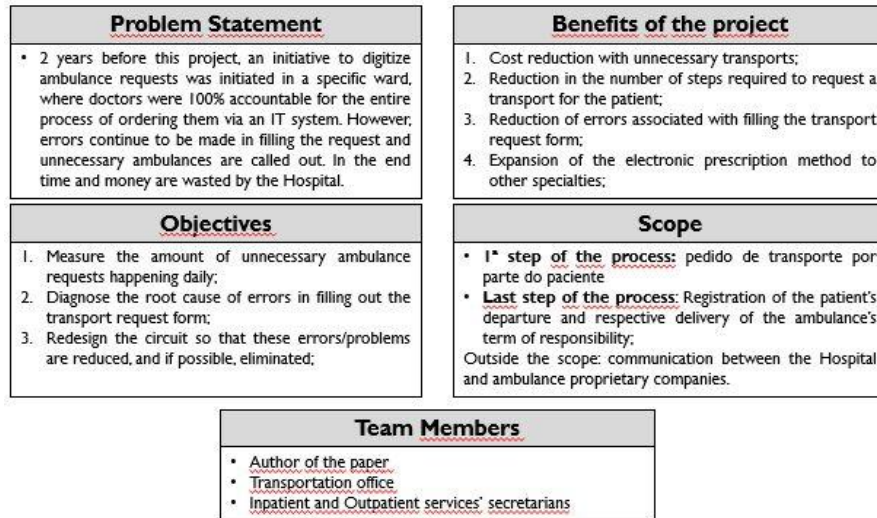 Problem Statement
• 2 years before this project, an initiative to digitize
ambulance requests was initiated in a specific ward,
where doctors were 100% accountable for the entire
process of ordering them via an IT system. However,
errors continue to be made in filling the request and
unnecessary ambulances are called out. In the end
time and money are wasted by the Hospital.
Benefits of the project
1. Cost reduction with unnecessary transports;
2. Reduction in the number of steps required to request a
transport for the patient;
3. Reduction of errors associated with filling the transport
request form;
4. Expansion of the electronic prescription method to
other specialties;
Objectives
1. Measure the amount of unnecessary ambulance
requests happening daily;
2. Diagnose the root cause of errors in filling out the
transport request form;
3. Redesign the circuit so that these errors/problems
are reduced, and if possible, eliminated;
Scope
• 1ª step of the process: pedido de transporte por
parte do paciente
• Last step of the process: Registration of the patient's
departure and respective delivery of the ambulance's
term of responsibility;
Outside the scope: communication between the Hospital
and ambulance proprietary companies.
Team Members
• Author of the paper
• Transportation office
• Inpatient and Outpatient services' secretarians